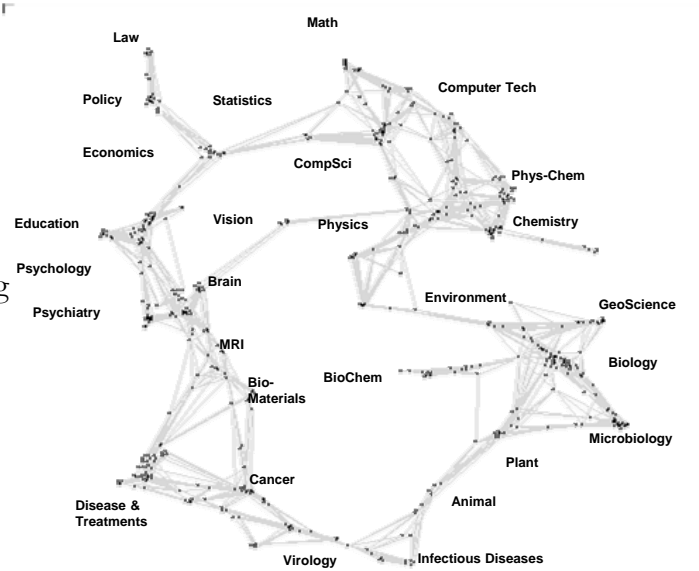 Math
Law
Computer Tech
Policy
Statistics
Economics
CompSci
Phys-Chem
Education
Vision
Physics
Chemistry
Psychology
Brain
g
Environment
GeoScience
Psychiatry
MRI
Biology
BioChem
Bio-
Materials
Microbiology
Plant
Cancer
Animal
Disease &
Treatments
Virology
Infectious Diseases